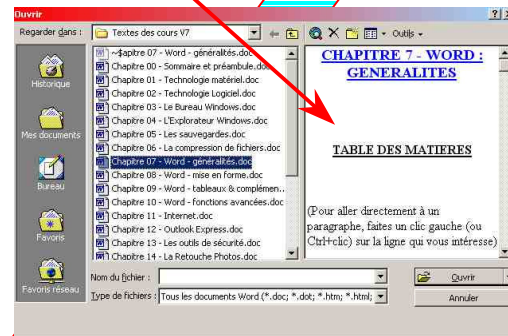 Ouvrir
Regarder dans : Textes des cours V7 Outils
Historique
Mes documents
Bureau
Favoris
Favoris réseau
~$apitre 07 - Word - généralités.doc
Chapitre 00 - Sommaire et préambule.doc
Chapitre 01 - Technologie matériel.doc
Chapitre 02 - Technologie Logiciel.doc
Chapitre 03 - Le Bureau Windows.doc
Chapitre 04 - L'Explorateur Windows.doc
Chapitre 05 - Les sauvegardes.doc
Chapitre 06 - La compression de fichiers.doc
Chapitre 07 - Word - généralités.doc
Chapitre 08 - Word - mise en forme.doc
Chapitre 09 - Word - tableaux & complémen..
Chapitre 10 - Word - fonctions avancées.doc
Chapitre 11 - Internet.doc
Chapitre 12 - Outlook Express.doc
Chapitre 13 - Les outils de sécurité.doc
Chapitre 14 - La Retouche Photos.doc
CHAPITRE 7 - WORD :
GENERALITES
TABLE DES MATIERES
(Pour aller directement à un
paragraphe, faites un clic gauche (ou
Ctrl+clic) sur la ligne qui vous intéresse)
Nom du fichier :
Ouvrir
Type de fichiers : Tous les documents Word (*.doc; *.dot; *.htm; *.html;
Annuler